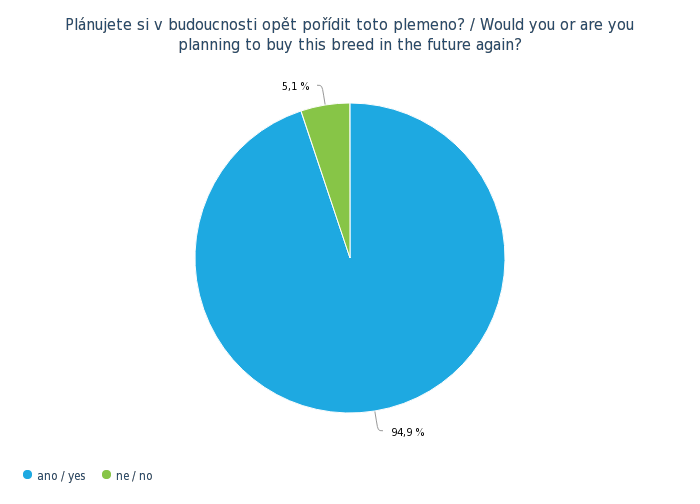 Plánujete si v budoucnosti opět pořídit toto plemeno? / Would you or are you
planning to buy this breed in the future again?
5,1 %
94,9 %
ano / yes
ne / no